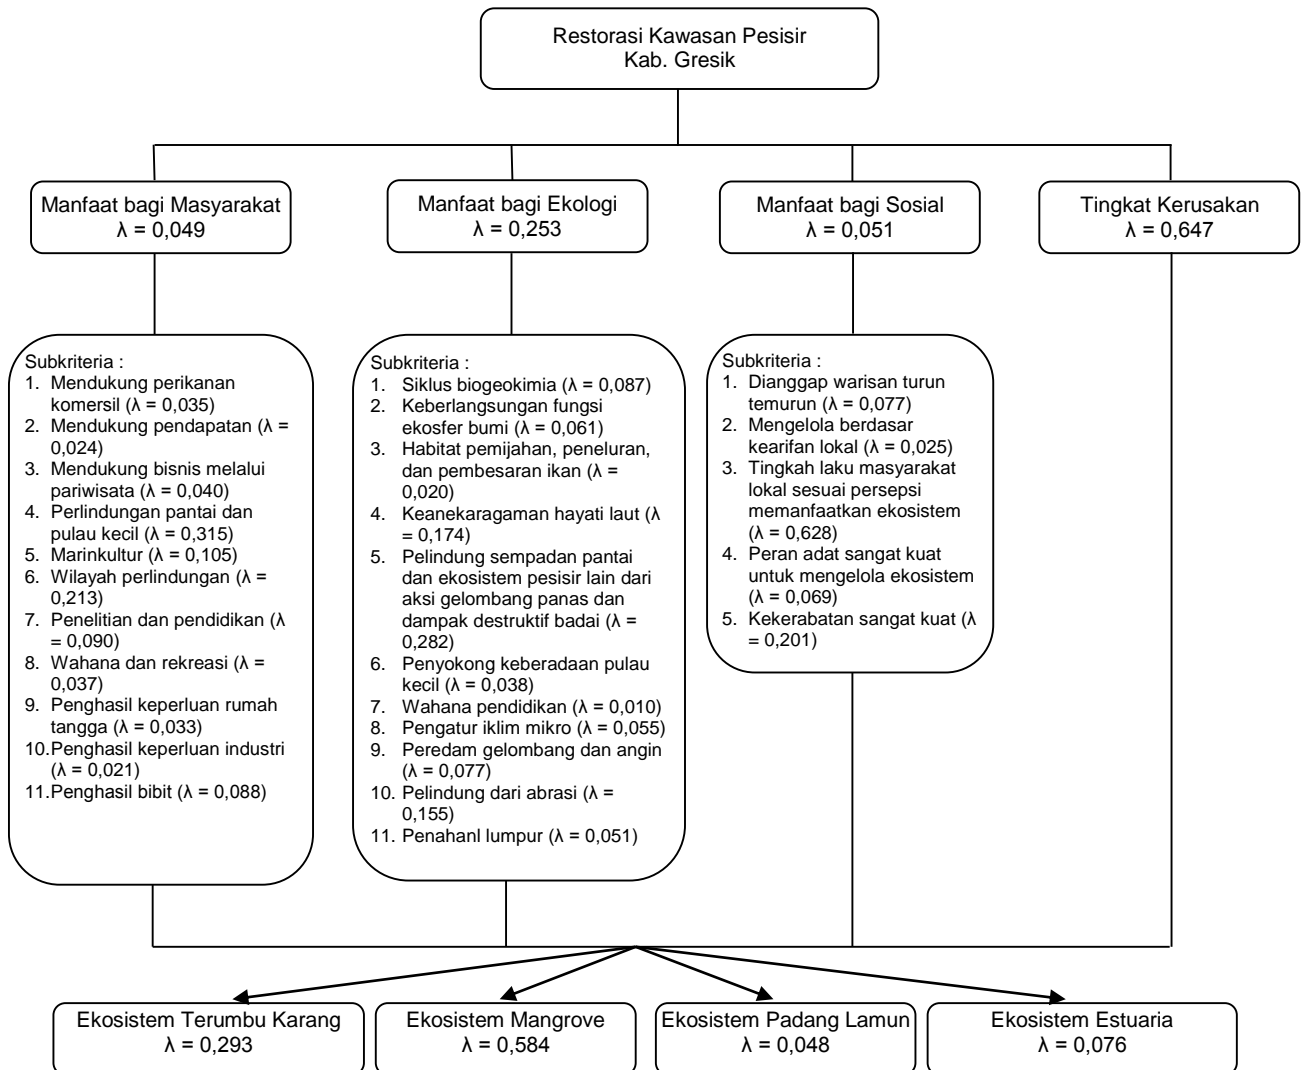 Restorasi Kawasan Pesisir
Kab. Gresik
Manfaat bagi Masyarakat
λ = 0,049
Manfaat bagi Ekologi
λ = 0,253
Manfaat bagi Sosial
λ = 0,051
Tingkat Kerusakan
λ = 0,647
Subkriteria :
1. Mendukung perikanan
komersil (λ = 0,035)
2. Mendukung pendapatan (λ =
0,024)
3. Mendukung bisnis melalui
pariwisata (λ = 0,040)
4. Perlindungan pantai dan
pulau kecil (λ = 0,315)
5. Marinkultur (λ = 0,105)
6. Wilayah perlindungan (λ =
0,213)
7. Penelitian dan pendidikan (λ
= 0,090)
8. Wahana dan rekreasi (λ =
0,037)
9. Penghasil keperluan rumah
tangga (λ = 0,033)
10.Penghasil keperluan industri
(λ = 0,021)
11.Penghasil bibit (λ = 0,088)
Subkriteria :
1. Siklus biogeokimia (λ = 0,087)
2. Keberlangsungan fungsi
ekosfer bumi (λ = 0,061)
3. Habitat pemijahan, peneluran,
dan pembesaran ikan (λ =
0,020)
4. Keanekaragaman hayati laut (λ
= 0,174)
5. Pelindung sempadan pantai
dan ekosistem pesisir lain dari
aksi gelombang panas dan
dampak destruktif badai (λ =
0,282)
6. Penyokong keberadaan pulau
kecil (λ = 0,038)
7. Wahana pendidikan (λ = 0,010)
8. Pengatur iklim mikro (λ = 0,055)
9. Peredam gelombang dan angin
(λ = 0,077)
10. Pelindung dari abrasi (λ =
0,155)
11. Penahanl lumpur (λ = 0,051)
Subkriteria :
1. Dianggap warisan turun
temurun (λ = 0,077)
2. Mengelola berdasar
kearifan lokal (λ = 0,025)
3. Tingkah laku masyarakat
lokal sesuai persepsi
memanfaatkan ekosistem
(λ = 0,628)
4. Peran adat sangat kuat
untuk mengelola ekosistem
(λ = 0,069)
5. Kekerabatan sangat kuat (λ
= 0,201)
Ekosistem Terumbu Karang
λ = 0,293
Ekosistem Mangrove
λ = 0,584
Ekosistem Padang Lamun
λ = 0,048
Ekosistem Estuaria
λ = 0,076